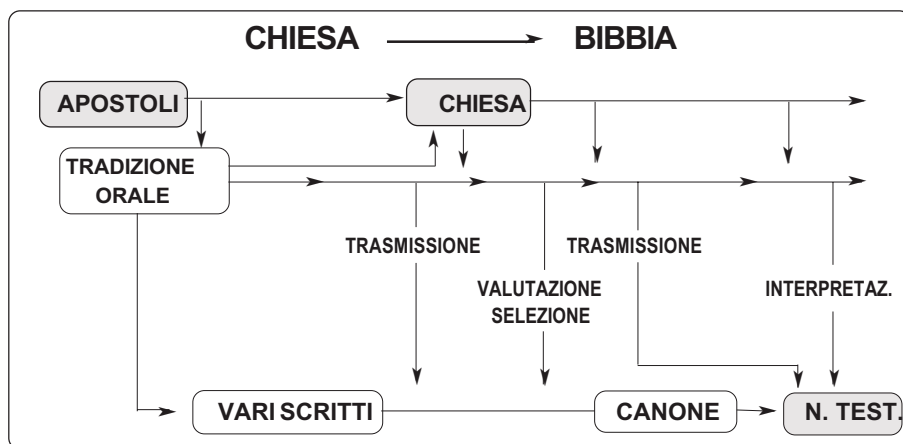 CHIESA BIBBIA
APOSTOLI
CHIESA
TRADIZIONE
ORALE
TRASMISSIONE
TRASMISSIONE
VALUTAZIONE
SELEZIONE
INTERPRETAZ.
VARI SCRITTI
CANONE
N. TEST.